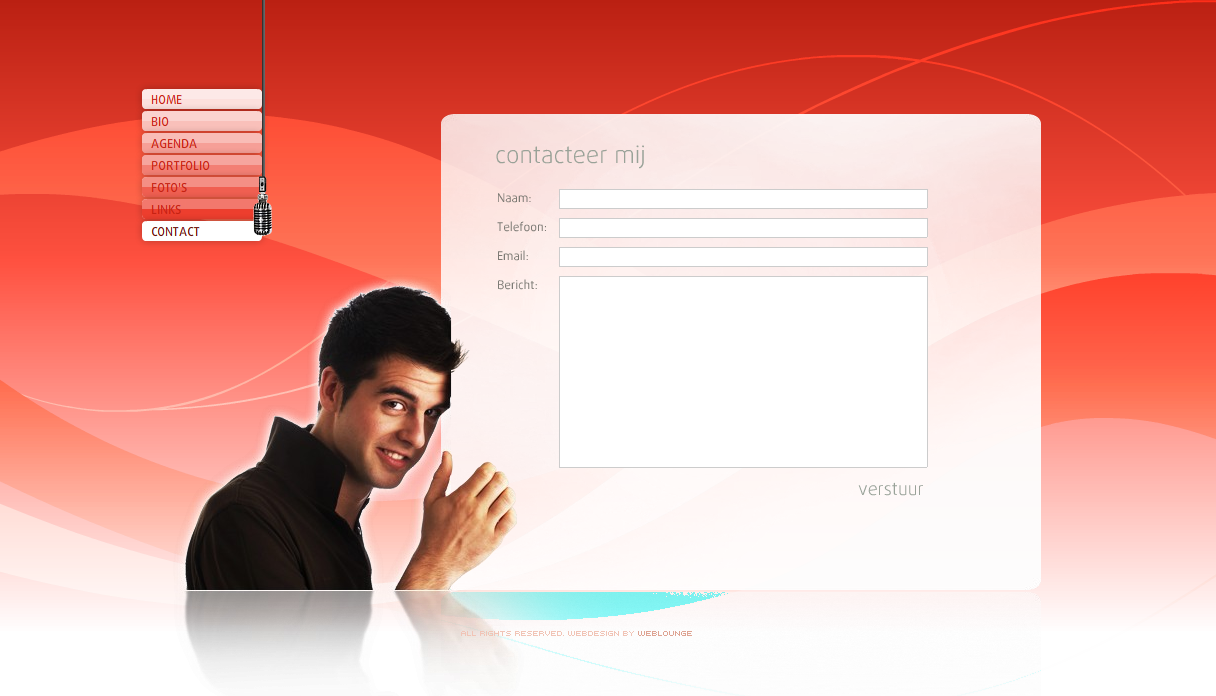 HOME
BIO
AGENDA
PORTFOLIO
FOTO'S
LINKS
CONTACT
contacteer mij
Naam:
Telefoon:
Email:
Bericht:
verstuur
ALL RIGHTS RESERVED. WEBDESIGN BY WEBLOUNGE